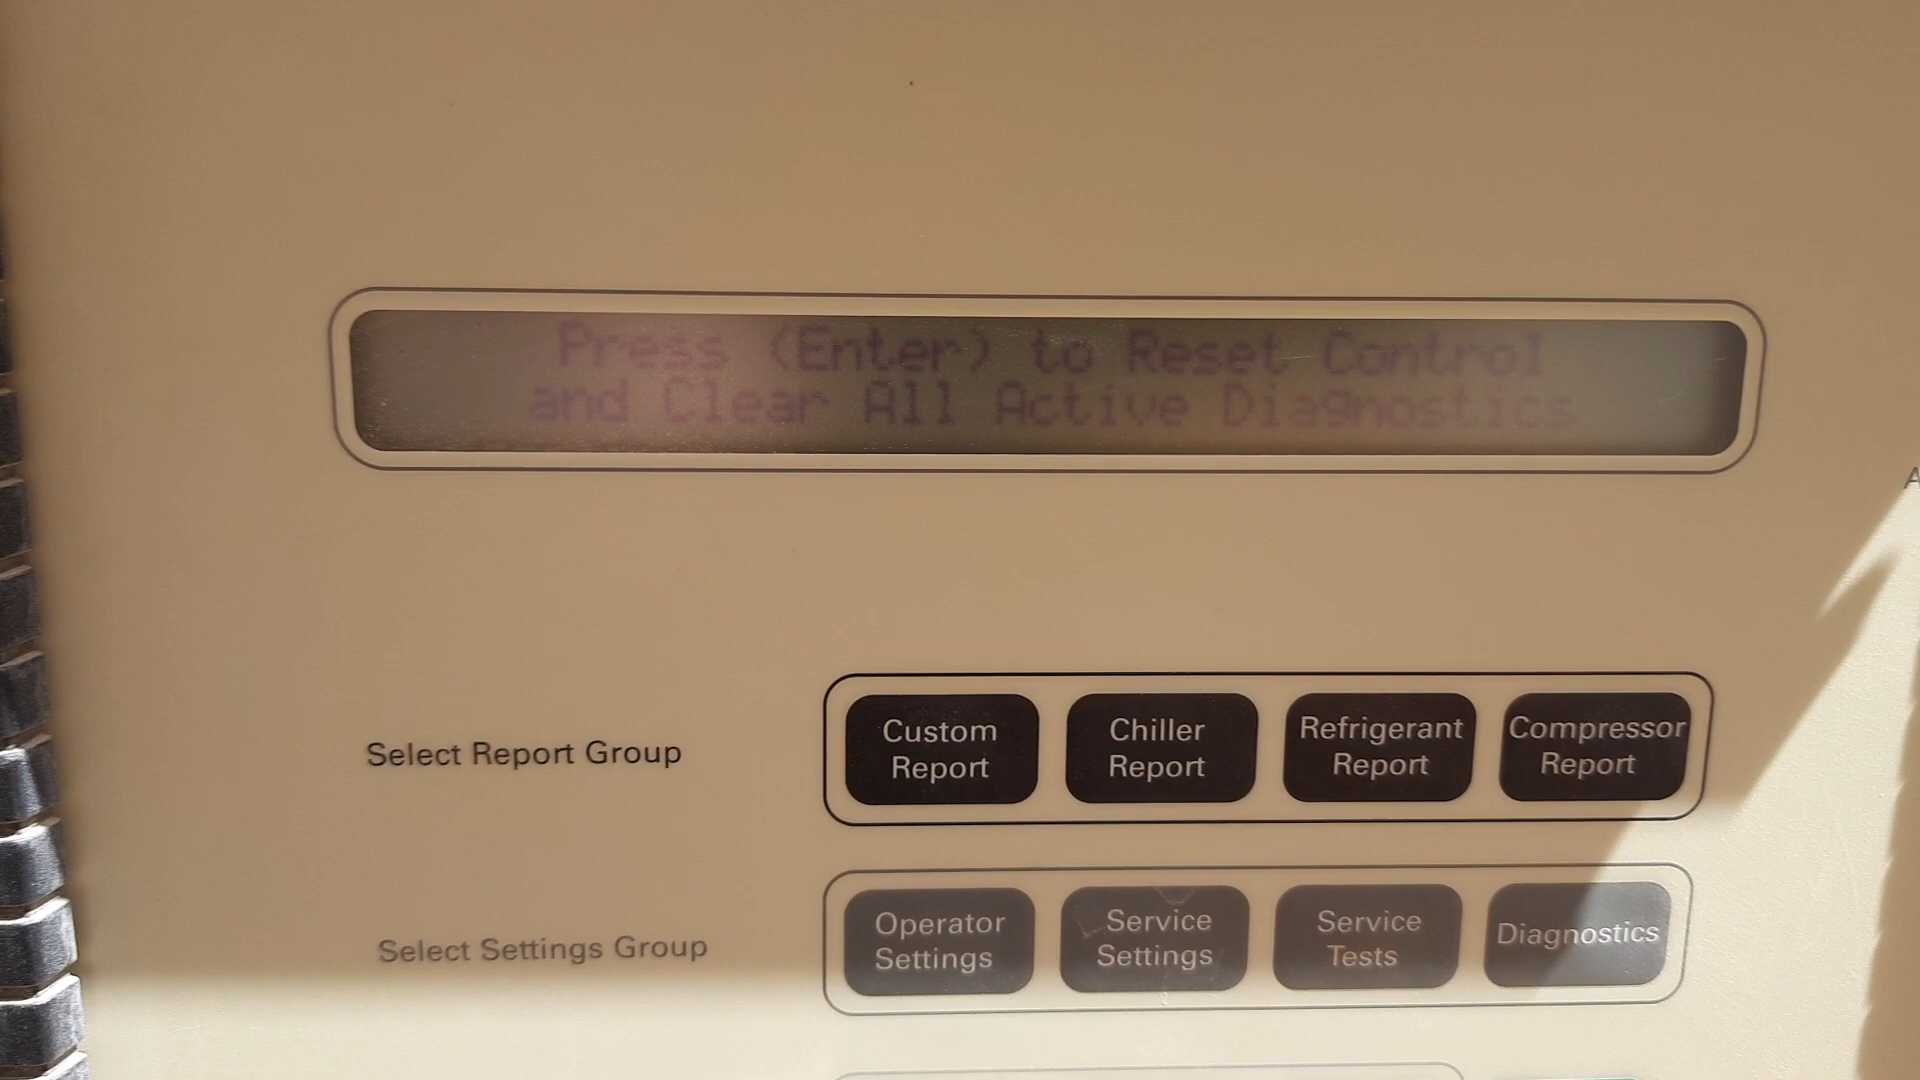 Press (Enter) to Reset Control
and Clear All Active Diagnostics
Select Report Group
Custom
Report
Chiller
Report
Refrigerant
Report
Compressor
Report
Select Settings Group
Operator
Settings
Service
Settings
Service
Tests
Diagnostics